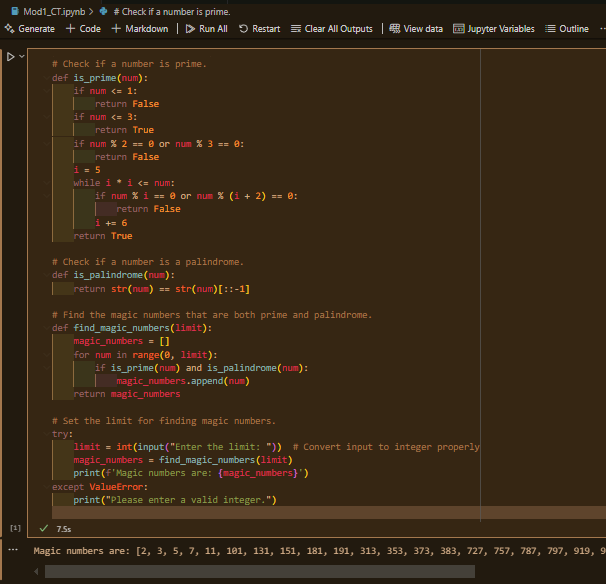 Mod1_CT.ipynb > # Check if a number is prime.
Generate + Code + Markdown | Run All Restart Clear All Outputs | View data Jupyter Variables Outline ...
# Check if a number is prime.
def is_prime(num):
    if num <= 1:
        return False
    if num <= 3:
        return True
    if num % 2 == 0 or num % 3 == 0:
        return False
    i = 5
    while i * i <= num:
        if num % i == 0 or num % (i + 2) == 0:
            return False
        i += 6
    return True
# Check if a number is a palindrome.
def is_palindrome(num):
    return str(num) == str(num)[::-1]
# Find the magic numbers that are both prime and palindrome.
def find_magic_numbers(limit):
    magic_numbers = []
    for num in range(0, limit):
        if is_prime(num) and is_palindrome(num):
            magic_numbers.append(num)
    return magic_numbers
# Set the limit for finding magic numbers.
try:
    limit = int(input("Enter the limit: "))  # Convert input to integer properly
    magic_numbers = find_magic_numbers(limit)
    print(f'Magic numbers are: {magic_numbers}')
except ValueError:
    print("Please enter a valid integer.")
[1] ✓ 7.5s
... Magic numbers are: [2, 3, 5, 7, 11, 101, 131, 151, 181, 191, 313, 353, 373, 383, 727, 757, 787, 797, 919, 9